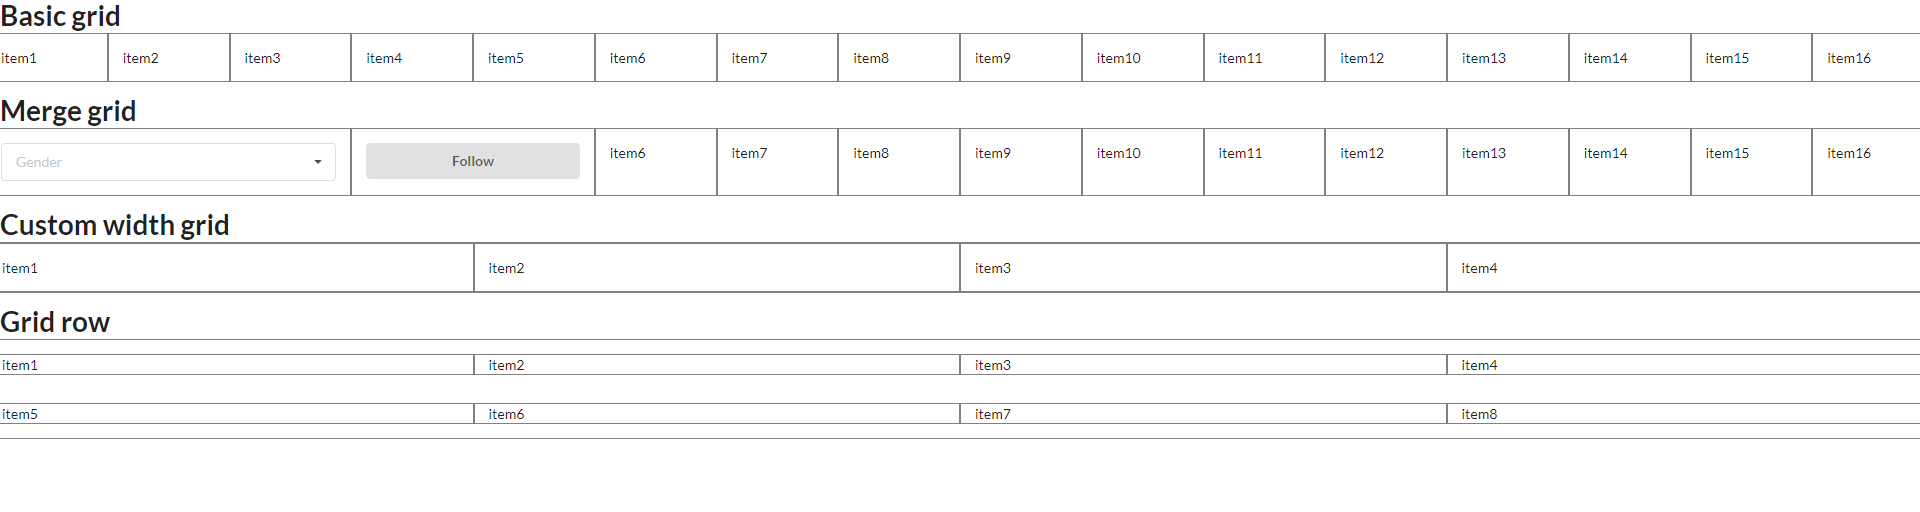 Basic grid
item1 item2 item3 item4 item5 item6 item7 item8 item9 item10 item11 item12 item13 item14 item15 item16
Merge grid
Gender Follow item6 item7 item8 item9 item10 item11 item12 item13 item14 item15 item16
Custom width grid
item1 item2 item3 item4
Grid row
item1 item2 item3 item4
item5 item6 item7 item8